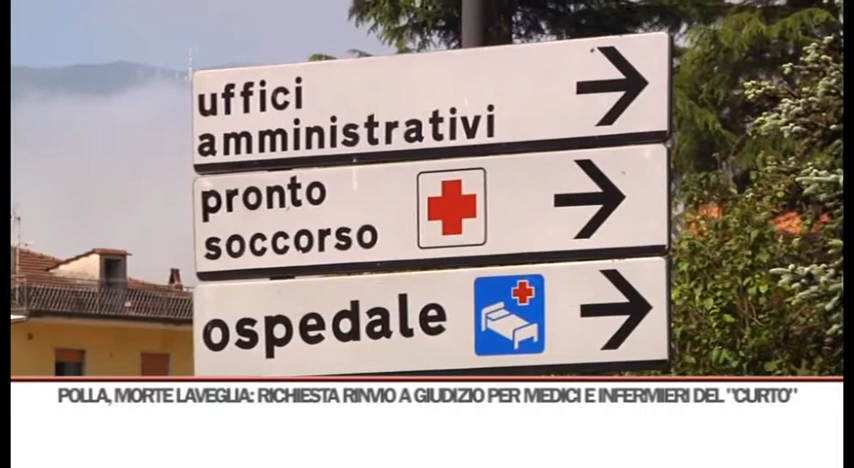 uffici
amministrativi
pronto
soccorso
ospedale
POLLA, MORTE LAVEGLIA: RICHIESTA RINVIO A GIUDIZIO PER MEDICI E INFERMIERI DEL "CURTO"